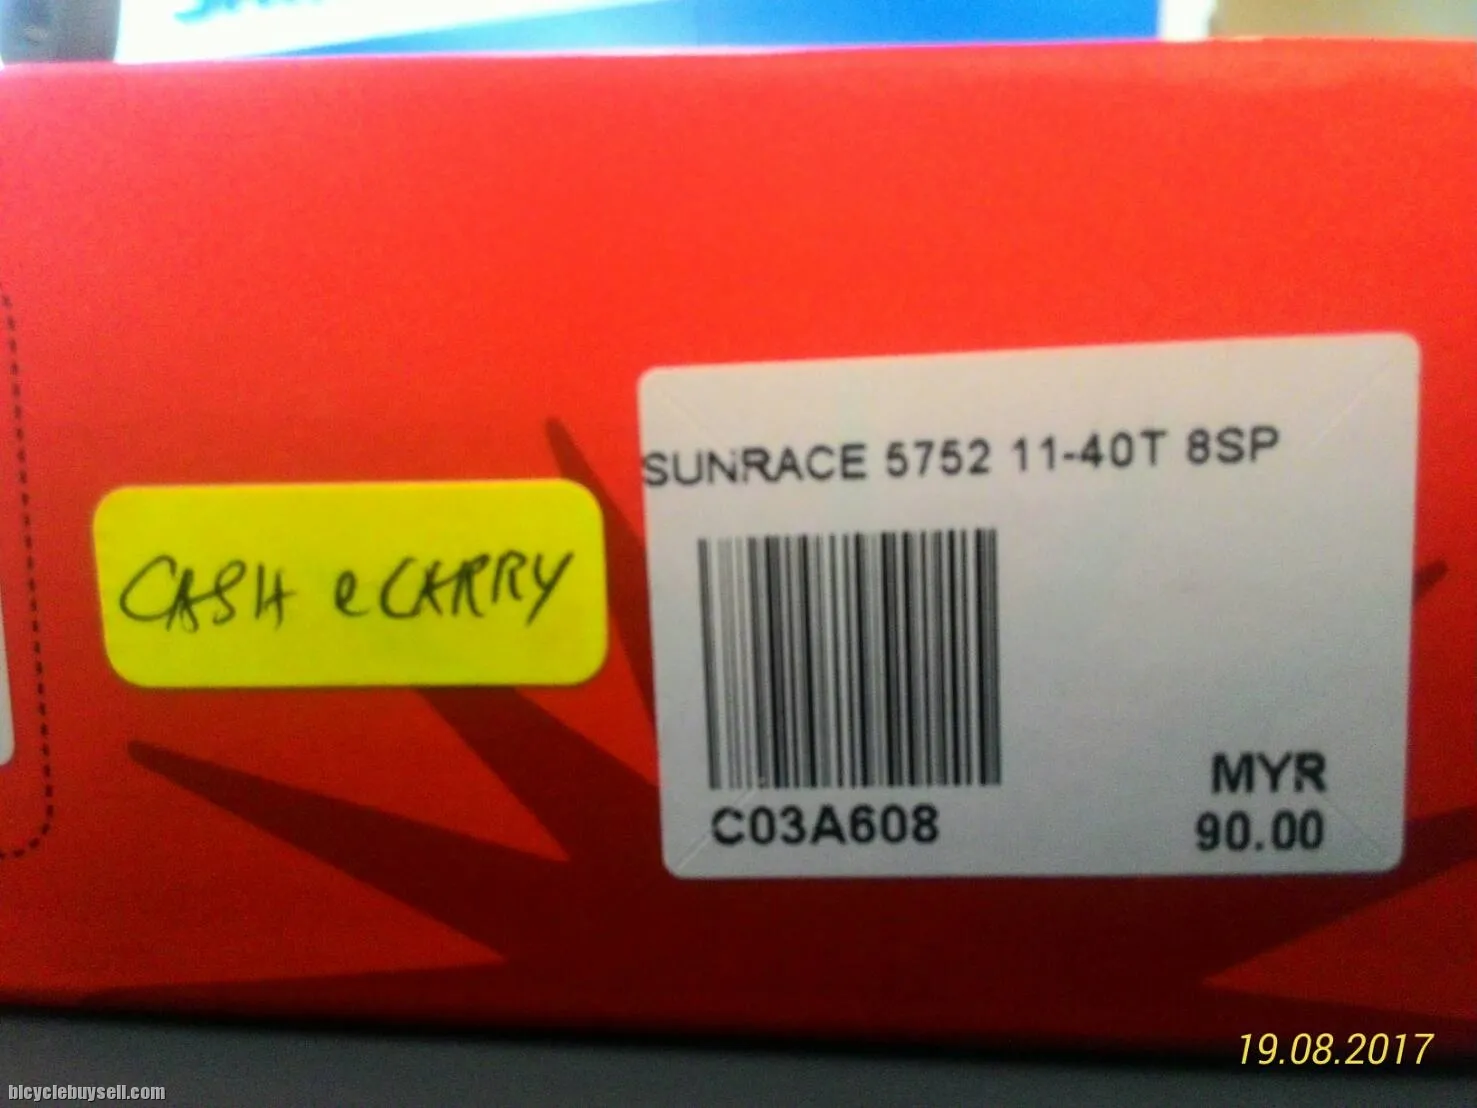 SUNRACE 5752 11-40T 8SP
CASH & CARRY
C03A608
MYR
90.00
19.08.2017
bicyclebuysell.com